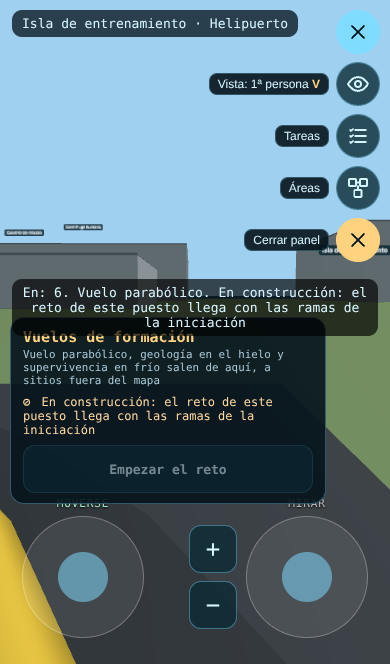 Isla de entrenamiento · Helipuerto
Vista: 1ª persona V
Tareas
Áreas
Cerrar panel
En: 6. Vuelo parabólico. En construcción: el
reto de este puesto llega con las ramas de
la iniciación
Vuelos de formación
Vuelo parabólico, geología en el hielo y
supervivencia en frío salen de aquí, a
sitios fuera del mapa
⊘ En construcción: el reto de este
puesto llega con las ramas de la
iniciación
Empezar el reto
MOVERSE
MIRAR
+
−